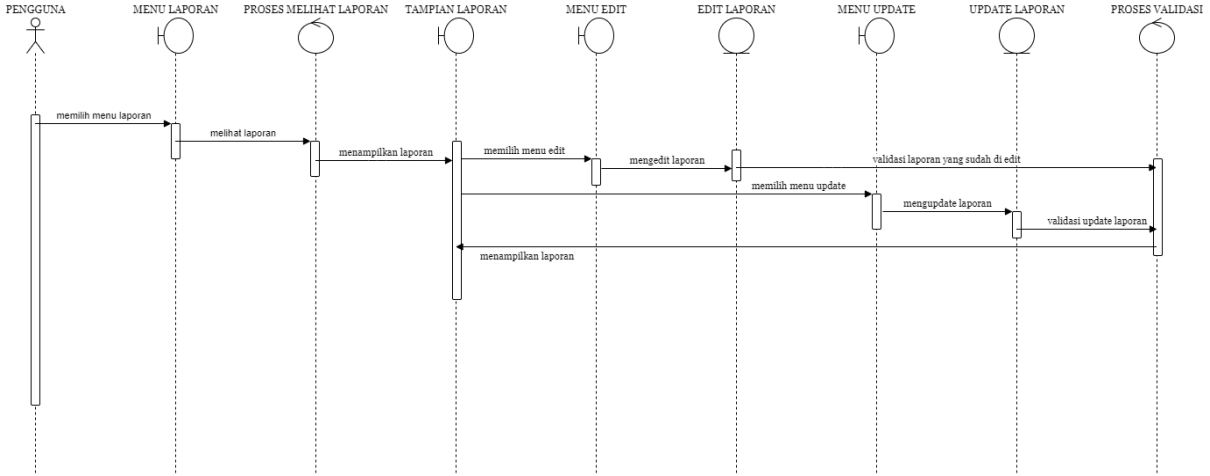 PENGGUNA
MENU LAPORAN
PROSES MELIHAT LAPORAN
TAMPIAN LAPORAN
MENU EDIT
EDIT LAPORAN
MENU UPDATE
UPDATE LAPORAN
PROSES VALIDASI
memilih menu laporan
melihat laporan
menampilkan laporan
memilih menu edit
mengedit laporan
validasi laporan yang sudah di edit
memilih menu update
mengupdate laporan
validasi update laporan
menampilkan laporan